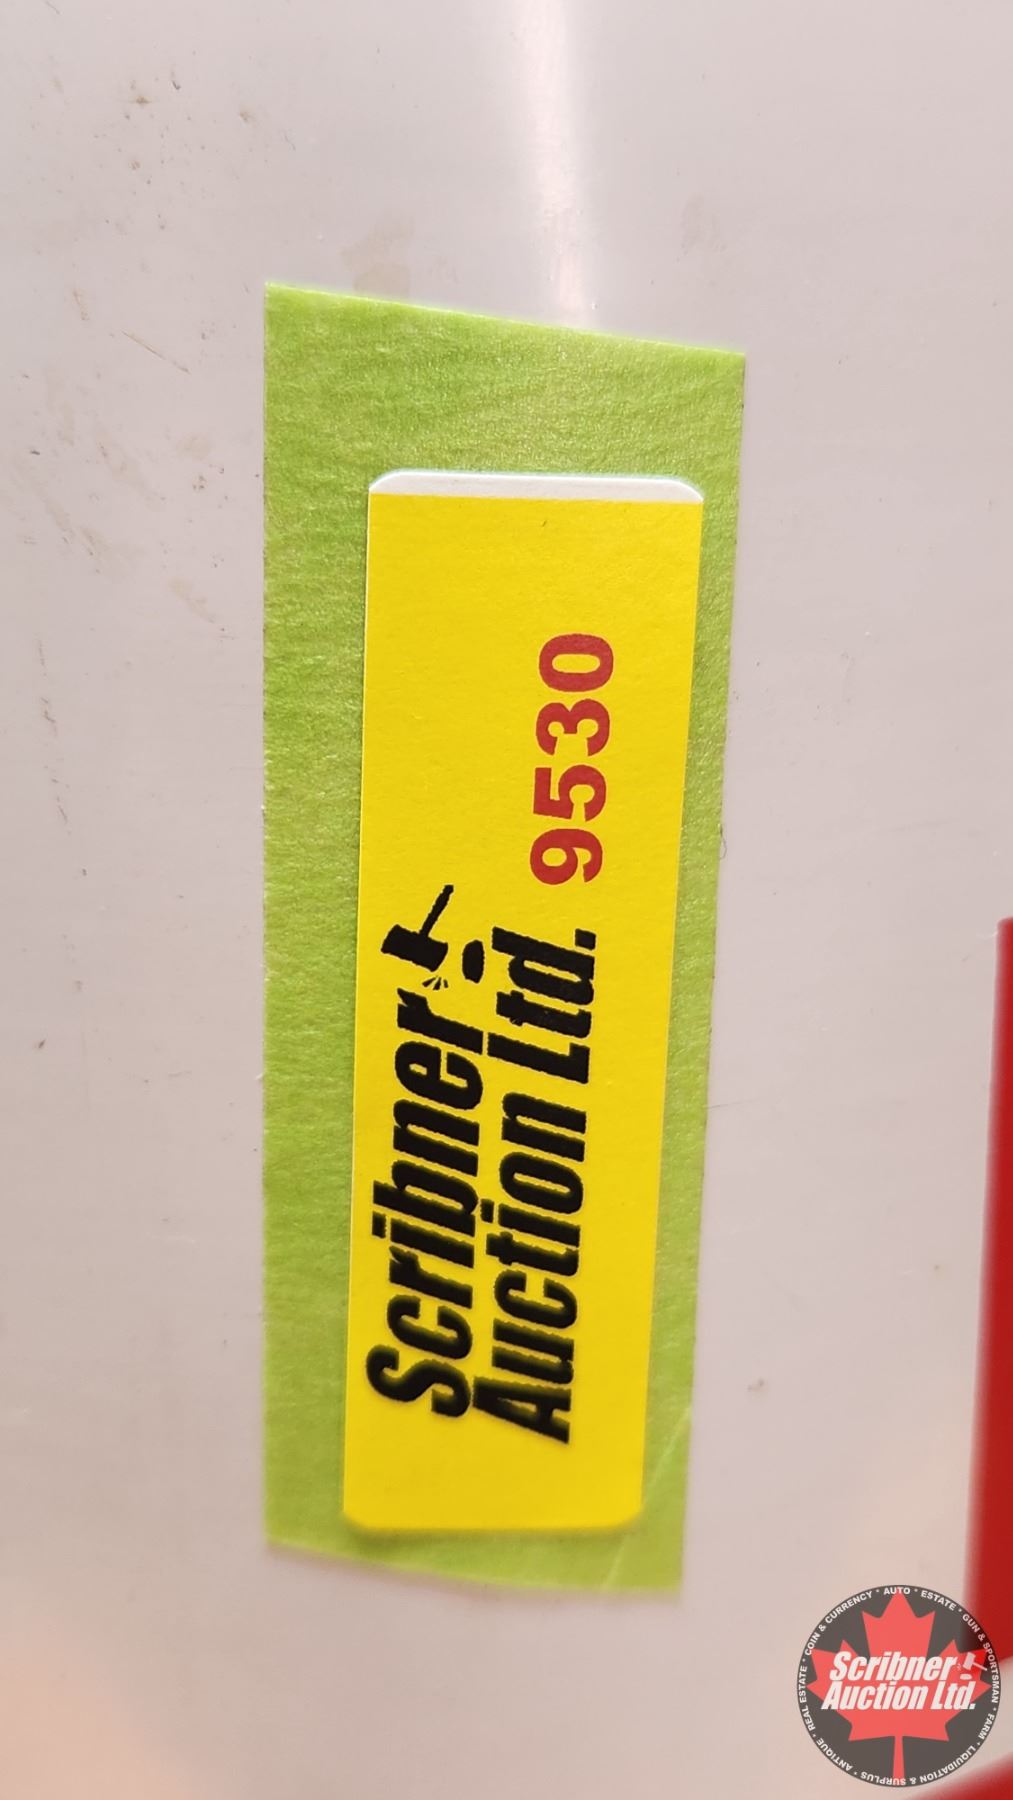 Scribner
Auction Ltd. 9530
Scribner
Auction Ltd.
ANTIQUE * REAL ESTATE * COIN & CURRENCY * AUTO * ESTATE * GUN & SPORTSMAN * FARM * LIQUIDATION & SURPLUS *